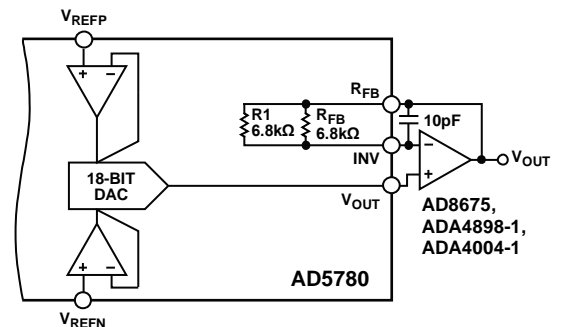 VREFP
+ −
R1
6.8kΩ
RFB
6.8kΩ
RFB
10pF
INV
−
+
VOUT
18-BIT
DAC
VOUT
AD8675,
ADA4898-1,
ADA4004-1
+ −
AD5780
VREFN